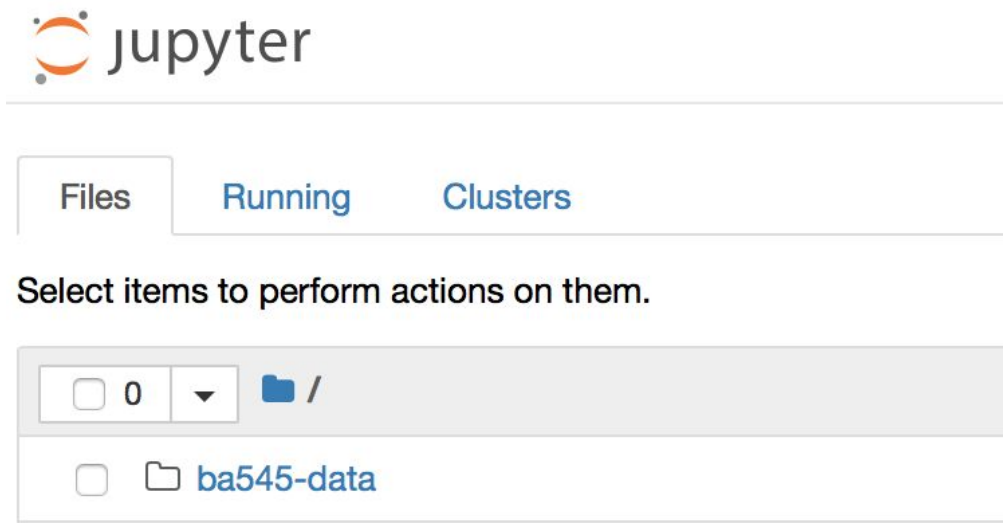 jupyter
Files Running Clusters
Select items to perform actions on them.
0 /
ba545-data